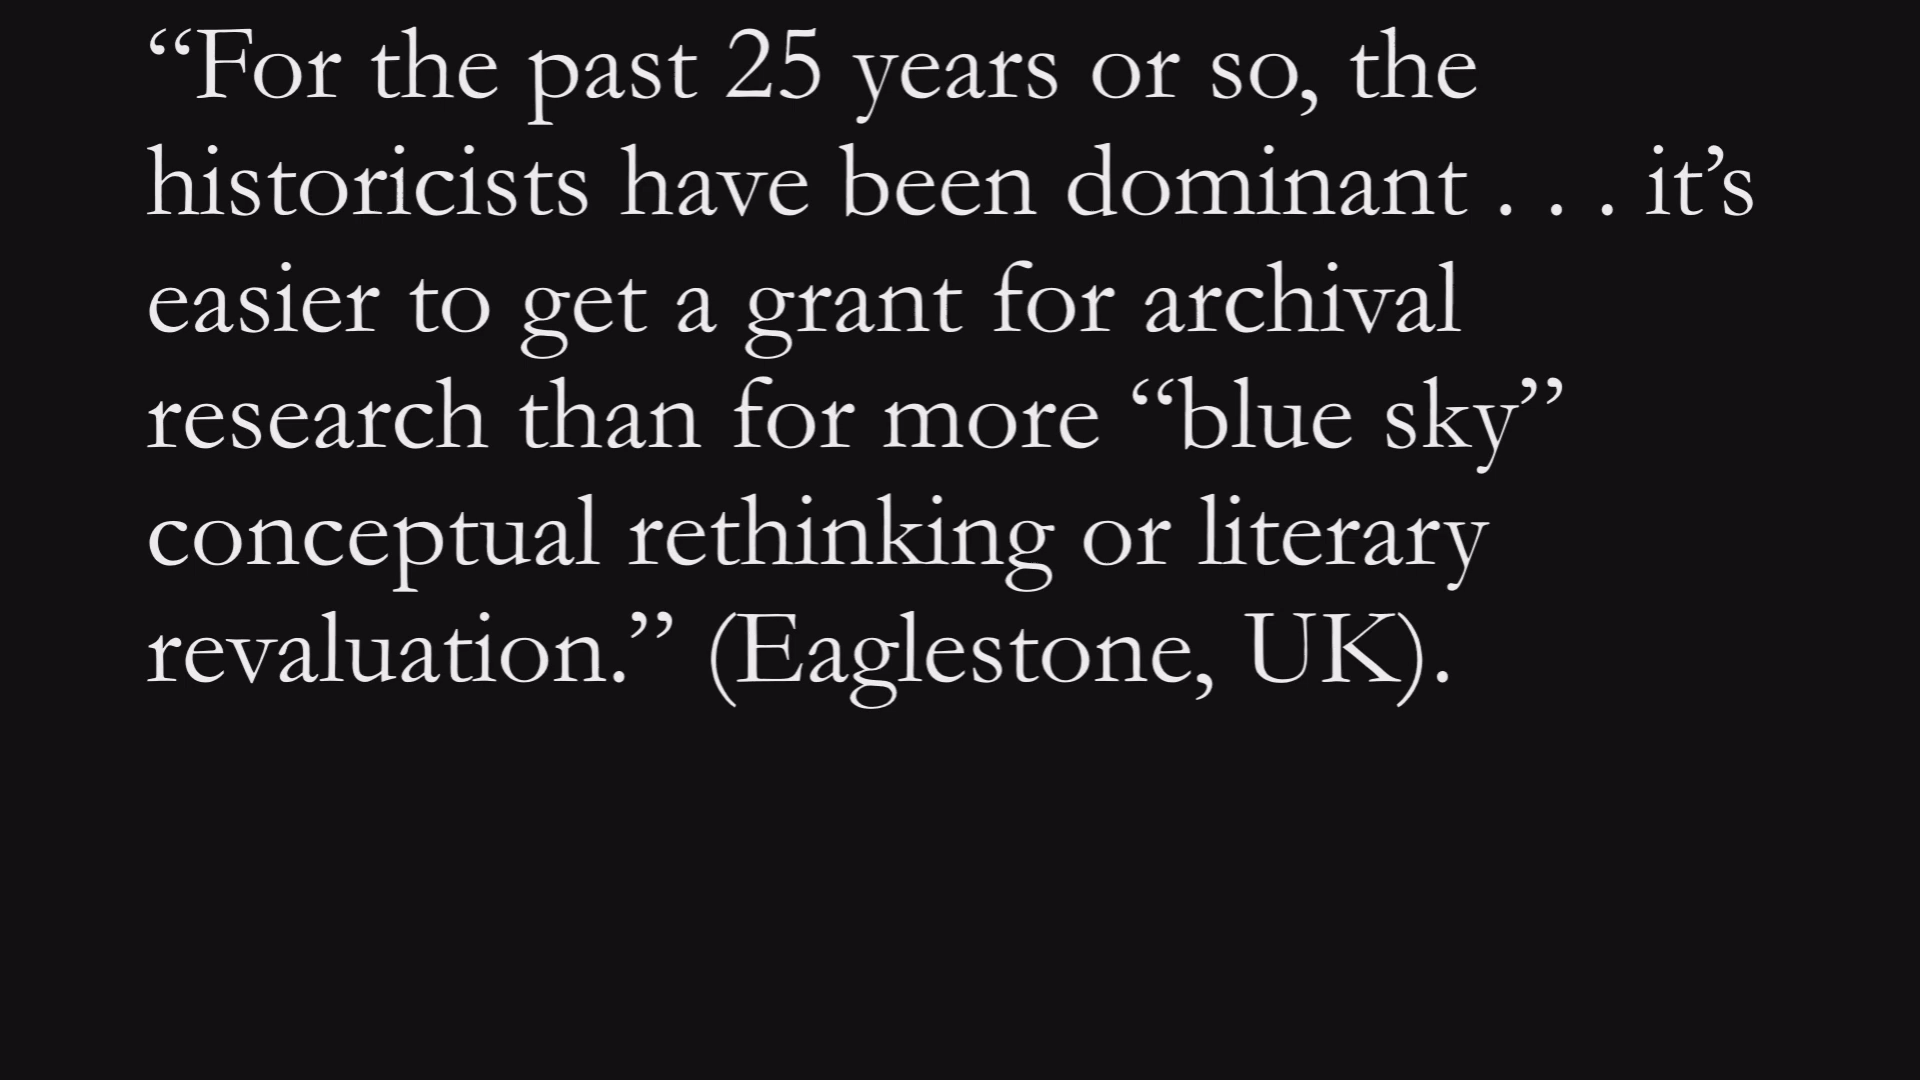 “For the past 25 years or so, the
historicists have been dominant . . . it’s
easier to get a grant for archival
research than for more “blue sky”
conceptual rethinking or literary
revaluation.” (Eaglestone, UK).